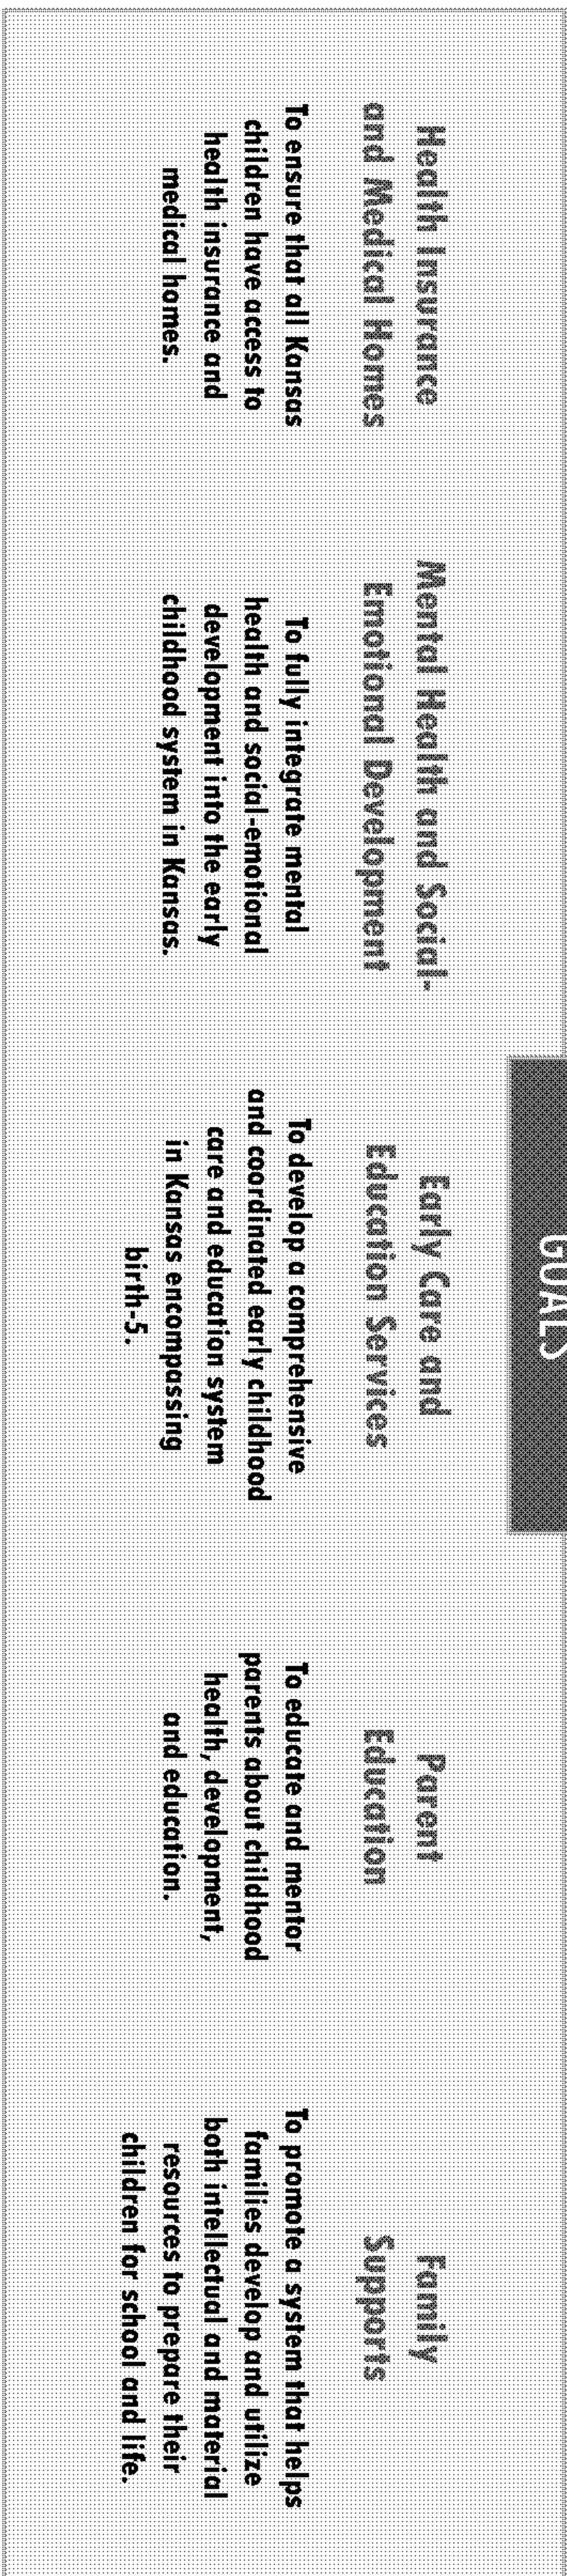 GOALS
Health Insurance
and Medical Homes
To ensure that all Kansas
children have access to
health insurance and
medical homes.
Mental Health and Social-
Emotional Development
To fully integrate mental
health and social-emotional
development into the early
childhood system in Kansas.
Early Care and
Education Services
To develop a comprehensive
and coordinated early childhood
care and education system
in Kansas encompassing
birth-5.
Parent
Education
To educate and mentor
parents about childhood
health, development,
and education.
Family
Supports
To promote a system that helps
families develop and utilize
both intellectual and material
resources to prepare their
children for school and life.